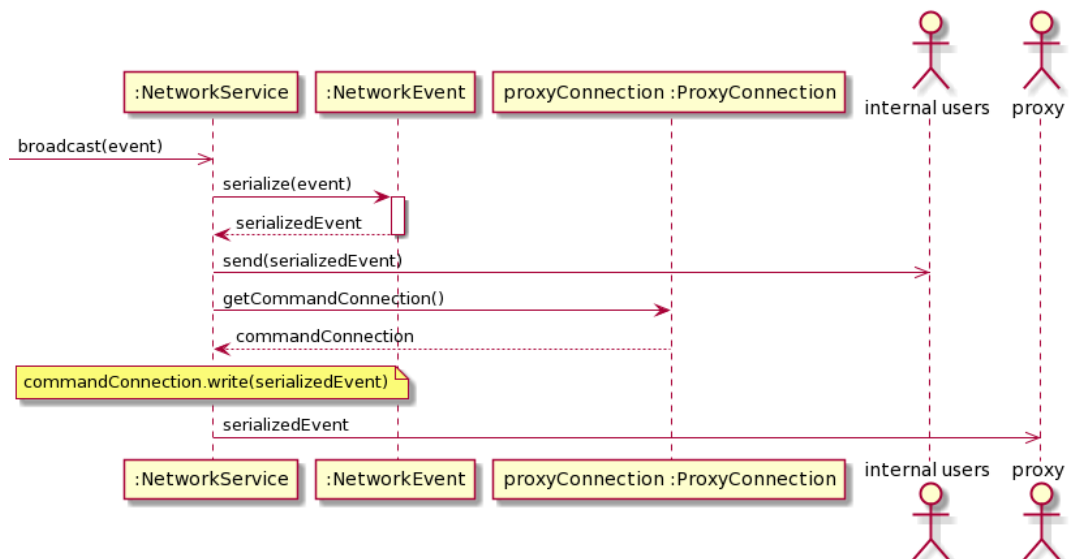 internal users
proxy
:NetworkService
:NetworkEvent
proxyConnection :ProxyConnection
broadcast(event)
serialize(event)
serializedEvent
send(serializedEvent)
getCommandConnection()
commandConnection
commandConnection.write(serializedEvent)
serializedEvent
:NetworkService
:NetworkEvent
proxyConnection :ProxyConnection
internal users
proxy